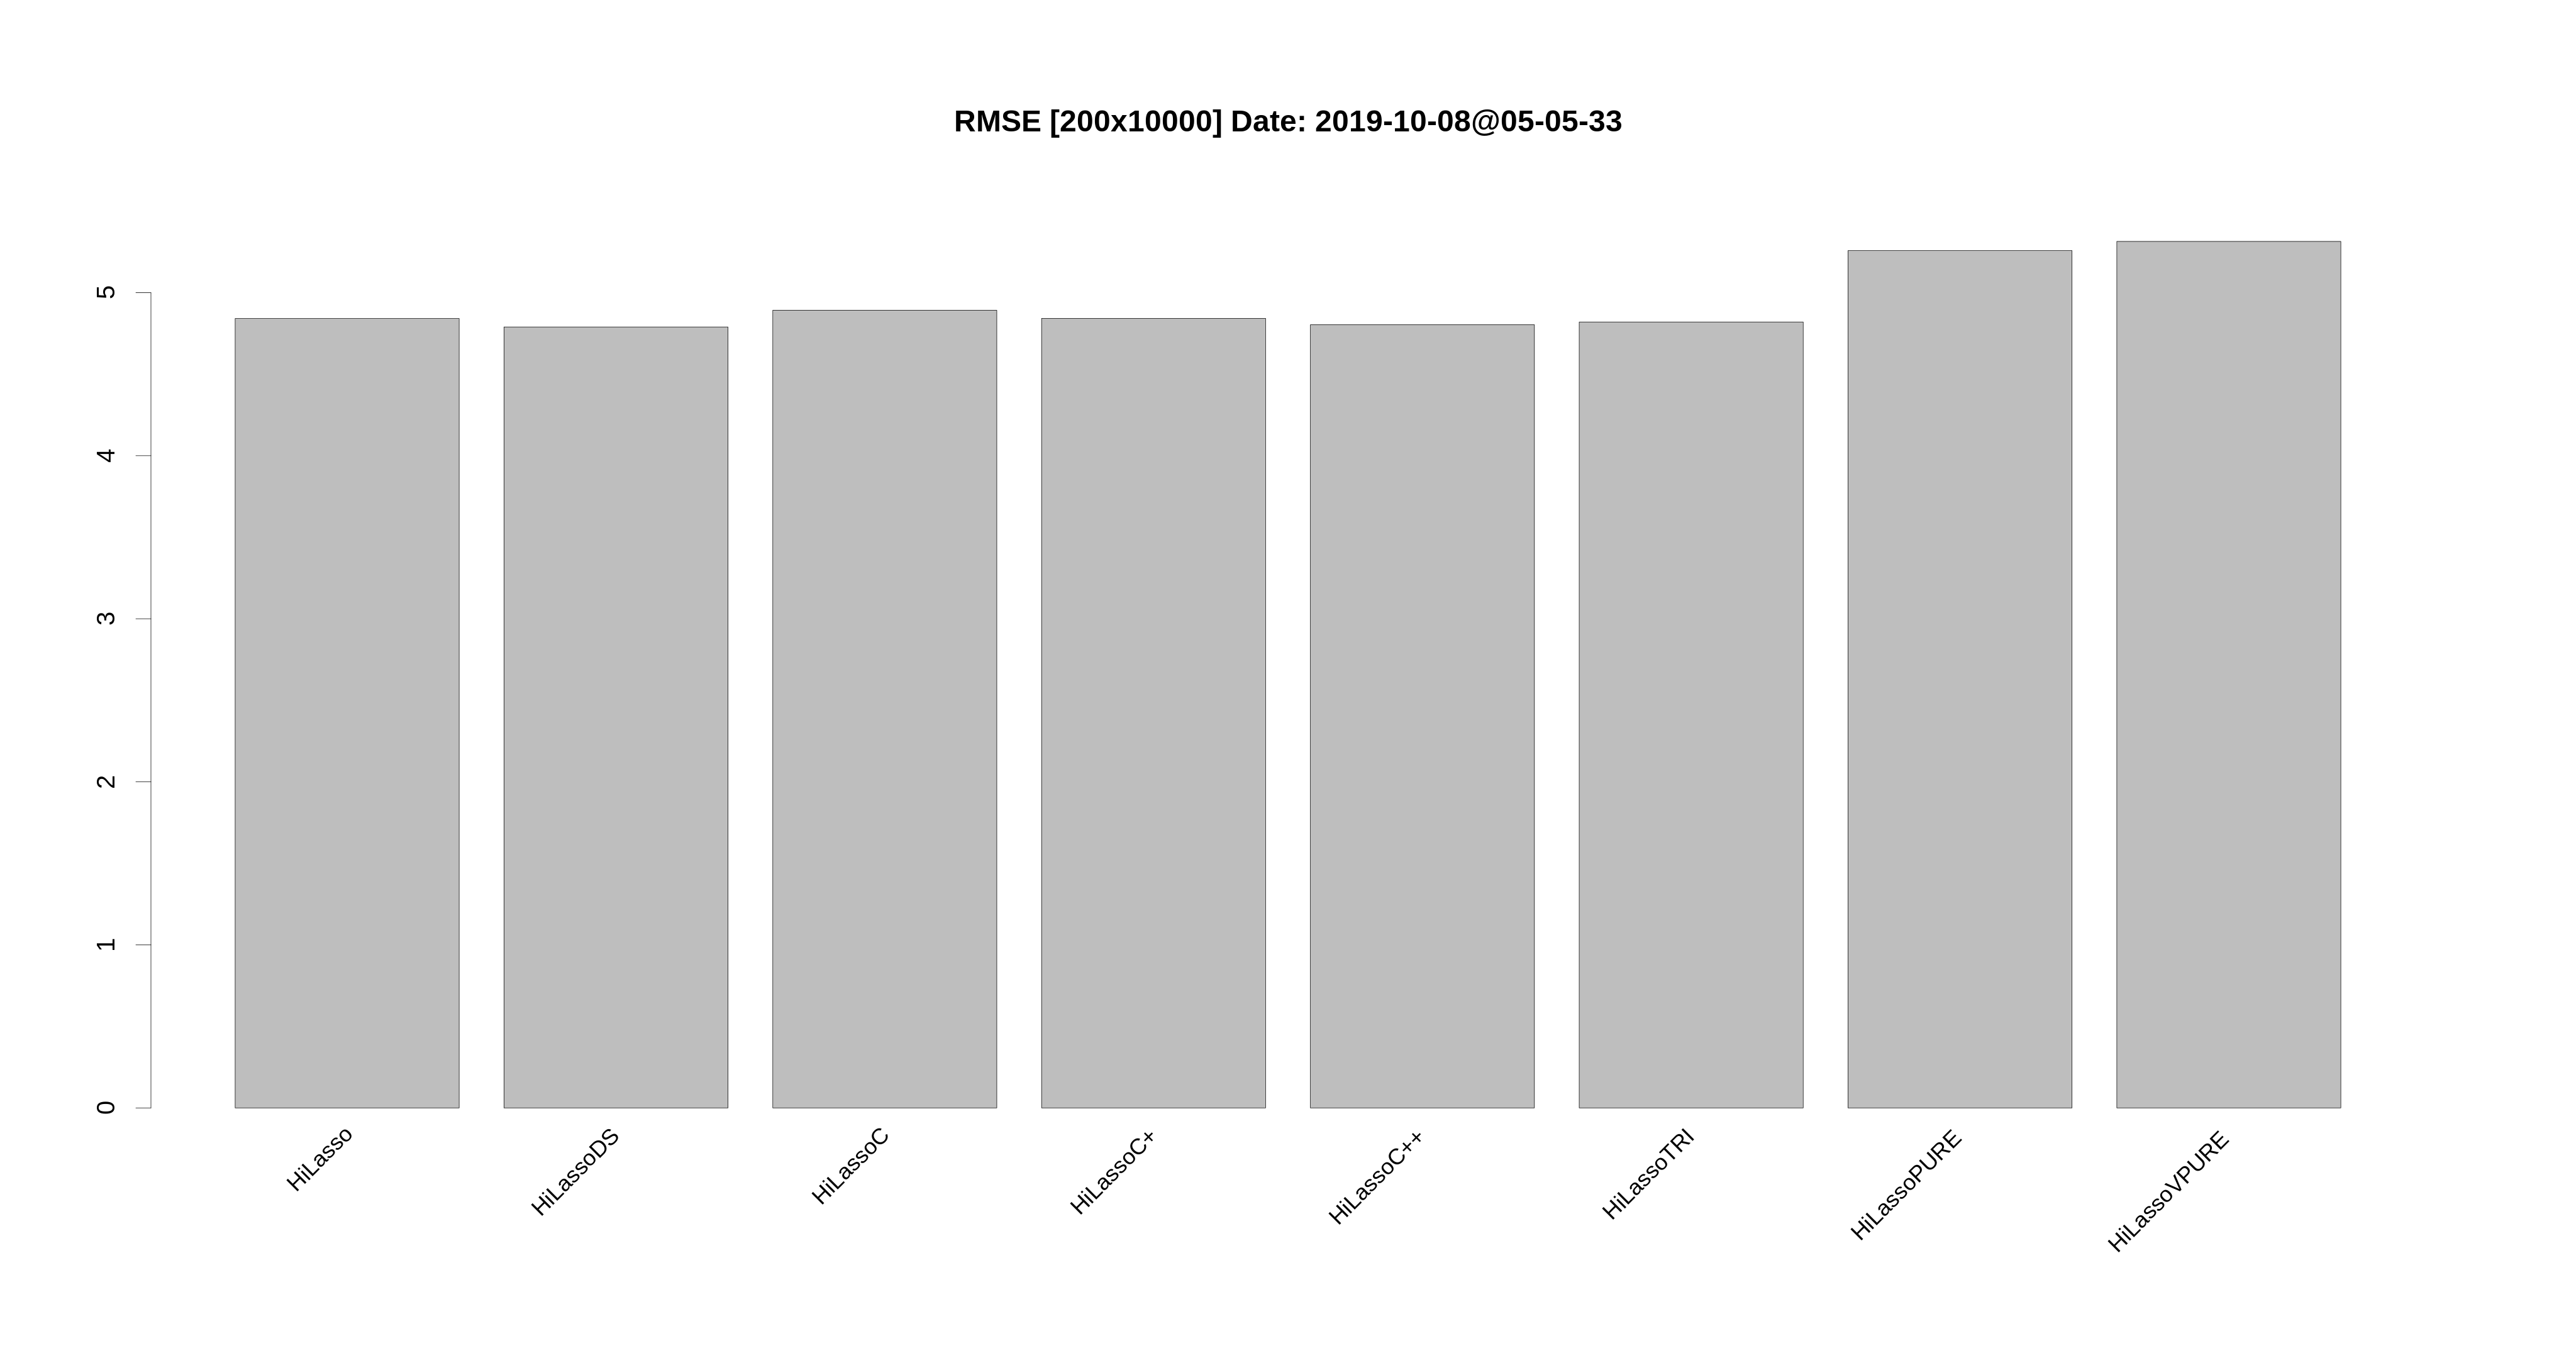 RMSE [200x10000] Date: 2019-10-08@05-05-33
5
4
3
2
1
0
HiLasso
HiLassoDS
HiLassoC
HiLassoC+
HiLassoC++
HiLassoTRI
HiLassoPURE
HiLassoVPURE